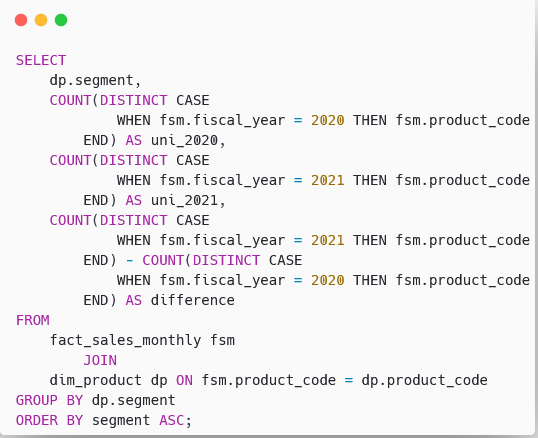 SELECT
    dp.segment,
    COUNT(DISTINCT CASE
            WHEN fsm.fiscal_year = 2020 THEN fsm.product_code
        END) AS uni_2020,
    COUNT(DISTINCT CASE
            WHEN fsm.fiscal_year = 2021 THEN fsm.product_code
        END) AS uni_2021,
    COUNT(DISTINCT CASE
            WHEN fsm.fiscal_year = 2021 THEN fsm.product_code
        END) - COUNT(DISTINCT CASE
            WHEN fsm.fiscal_year = 2020 THEN fsm.product_code
        END) AS difference
FROM
    fact_sales_monthly fsm
        JOIN
    dim_product dp ON fsm.product_code = dp.product_code
GROUP BY dp.segment
ORDER BY segment ASC;